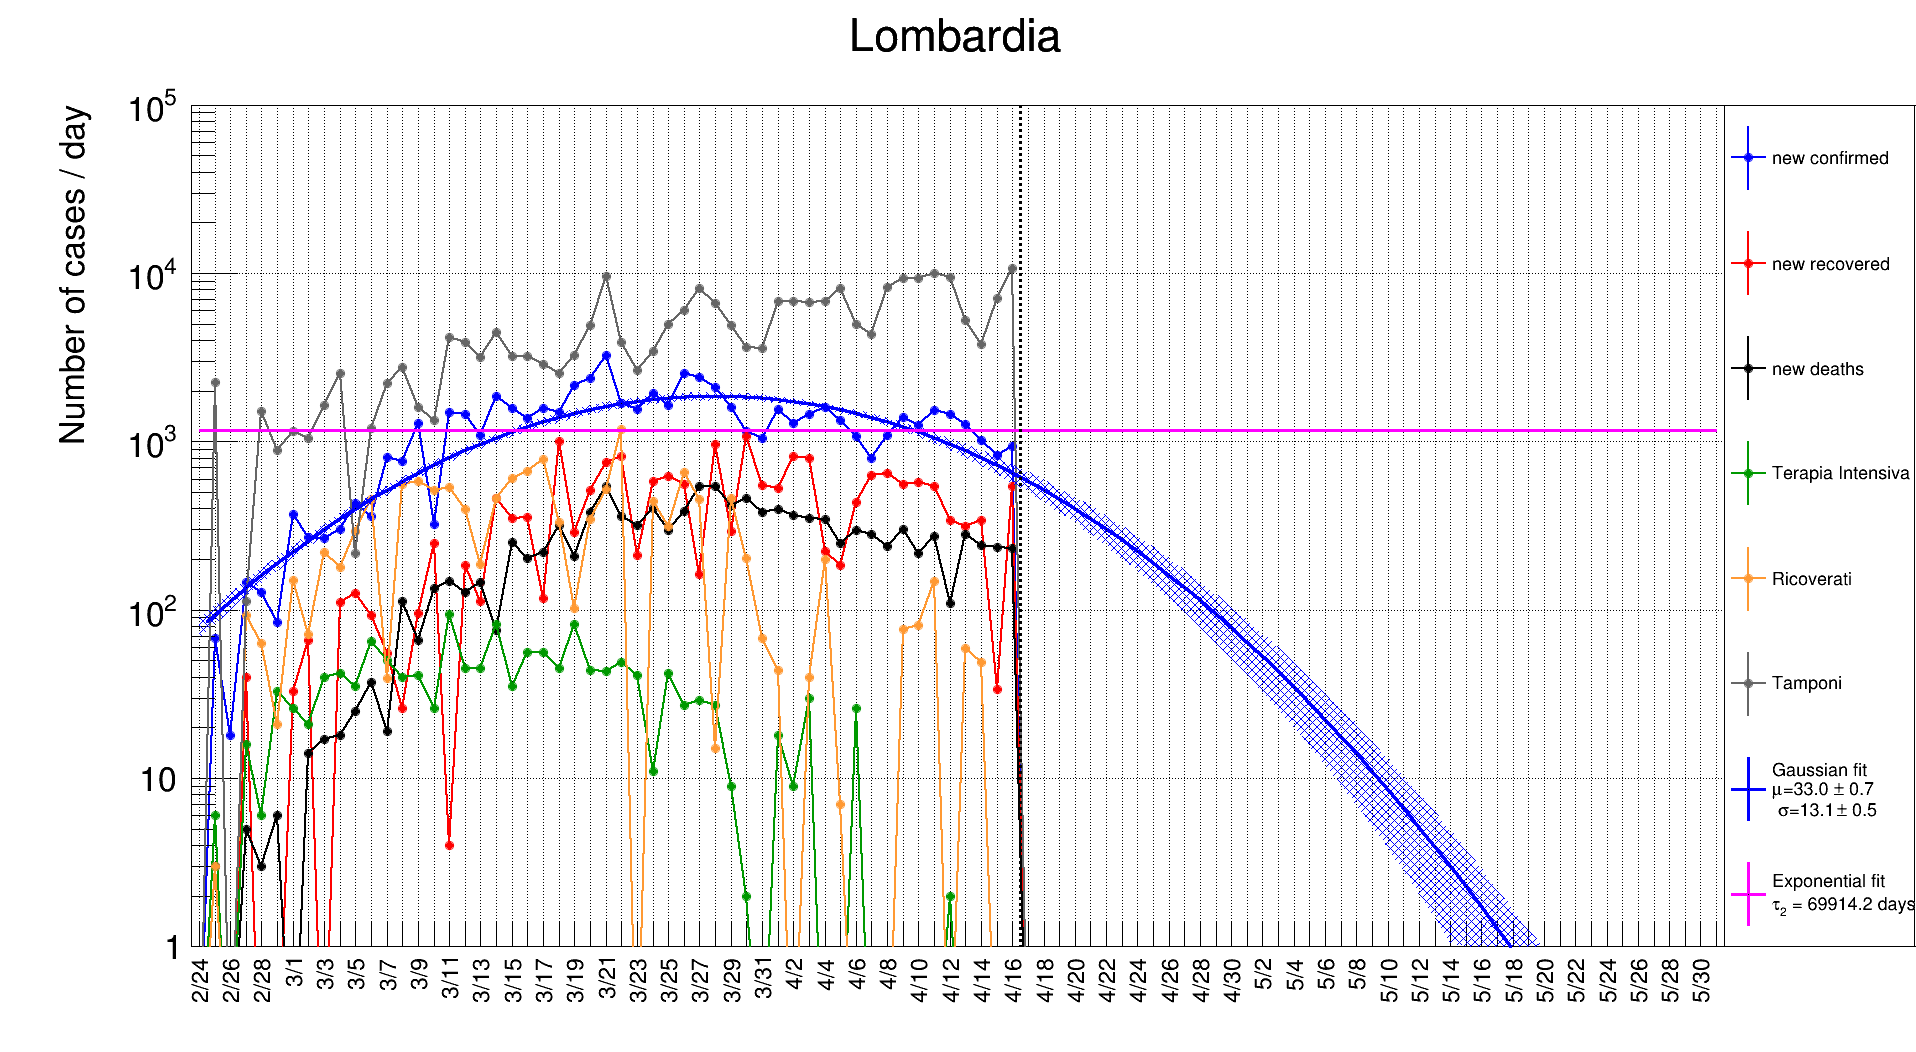 Lombardia
Number of cases / day
10^5
10^4
10^3
10^2
10
1
2/24 2/26 2/28 3/1 3/3 3/5 3/7 3/9 3/11 3/13 3/15 3/17 3/19 3/21 3/23 3/25 3/27 3/29 3/31 4/2 4/4 4/6 4/8 4/10 4/12 4/14 4/16 4/18 4/20 4/22 4/24 4/26 4/28 4/30 5/2 5/4 5/6 5/8 5/10 5/12 5/14 5/16 5/18 5/20 5/22 5/24 5/26 5/28 5/30
new confirmed
new recovered
new deaths
Terapia Intensiva
Ricoverati
Tamponi
Gaussian fit
μ=33.0 ± 0.7
σ=13.1 ± 0.5
Exponential fit
τ₂ = 69914.2 days